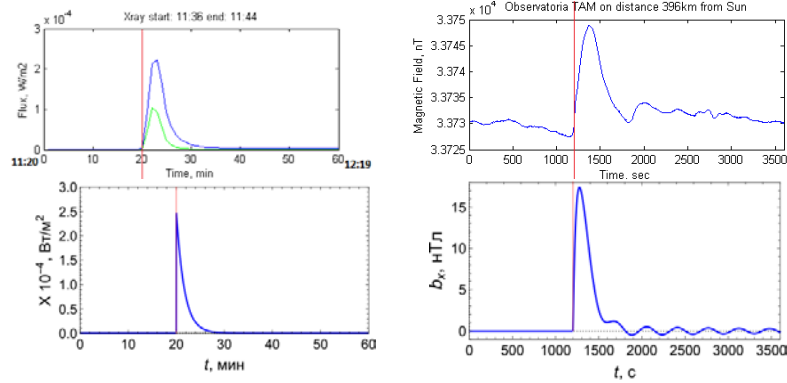 Xray start: 11:36 end: 11:44
x 10⁻⁴
Flux, W/m2
3
2
1
0
0 10 20 30 40 50 60
11:20
12:19
Time, min
x 10⁴
Observatoria TAM on distance 396km from Sun
Magnetic Field, nT
3.375
3.3745
3.374
3.3735
3.373
3.3725
0 500 1000 1500 2000 2500 3000 3500
Time. sec
X 10⁻⁴, Вт/м²
3.0
2.5
2.0
1.5
1.0
0.5
0.0
0 10 20 30 40 50 60
t, мин
bₓ, нТл
15
10
5
0
0 500 1000 1500 2000 2500 3000 3500
t, с